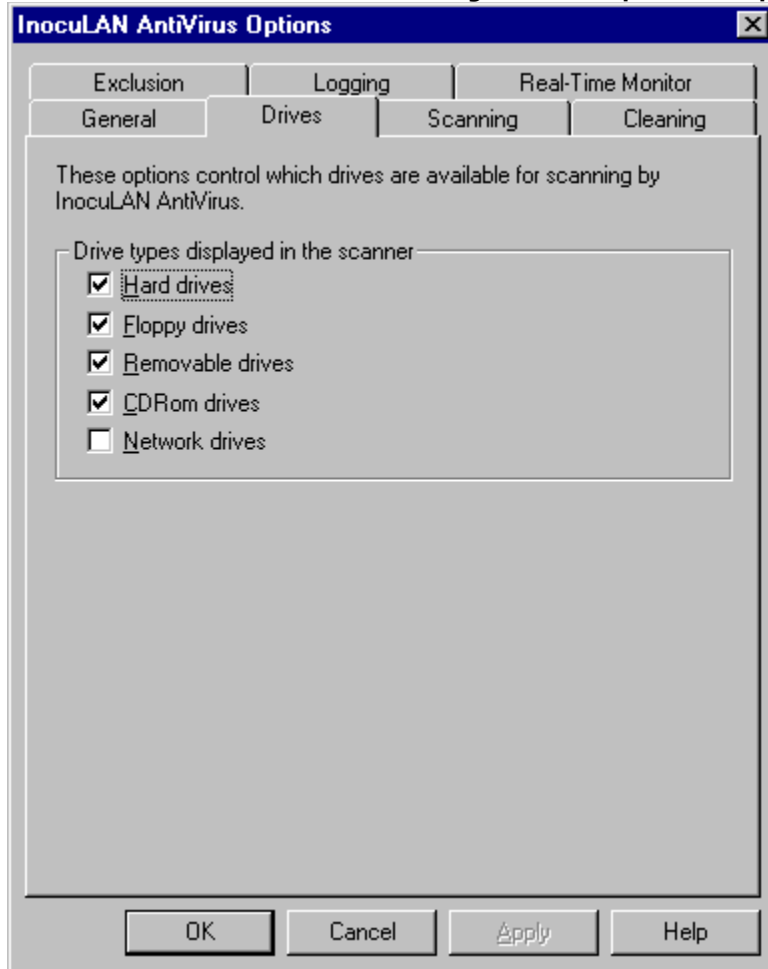 InocuLAN AntiVirus Options
Exclusion Logging Real-Time Monitor
General Drives Scanning Cleaning
These options control which drives are available for scanning by
InocuLAN AntiVirus.
Drive types displayed in the scanner
Hard drives
Floppy drives
Removable drives
CDRom drives
Network drives
OK Cancel Apply Help